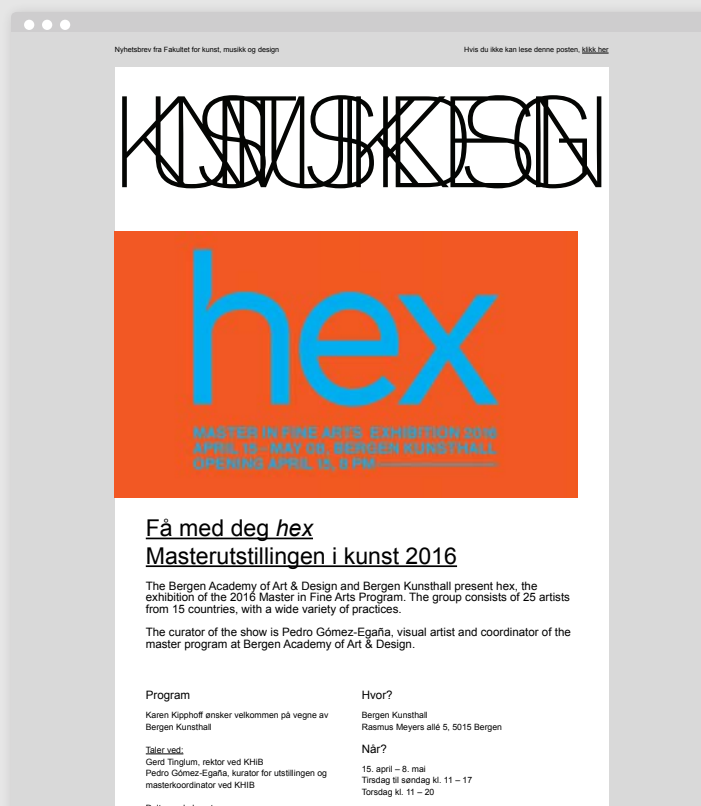 Nyhetsbrev fra Fakultet for kunst, musikk og design
Hvis du ikke kan lese denne posten, klikk her
hex
MASTER IN FINE ARTS EXHIBITION 2016
APRIL 15 - MAY 08, BERGEN KUNSTHALL
OPENING APRIL 15, 8 PM
Få med deg hex
Masterutstillingen i kunst 2016
The Bergen Academy of Art & Design and Bergen Kunsthall present hex, the
exhibition of the 2016 Master in Fine Arts Program. The group consists of 25 artists
from 15 countries, with a wide variety of practices.
The curator of the show is Pedro Gómez-Egaña, visual artist and coordinator of the
master program at Bergen Academy of Art & Design.
Program
Karen Kipphoff ønsker velkommen på vegne av
Bergen Kunsthall
Taler ved:
Gerd Tinglum, rektor ved KHiB
Pedro Gómez-Egaña, kurator for utstillingen og
masterkoordinator ved KHIB
Hvor?
Bergen Kunsthall
Rasmus Meyers allé 5, 5015 Bergen
Når?
15. april – 8. mai
Tirsdag til søndag kl. 11 – 17
Torsdag kl. 11 – 20